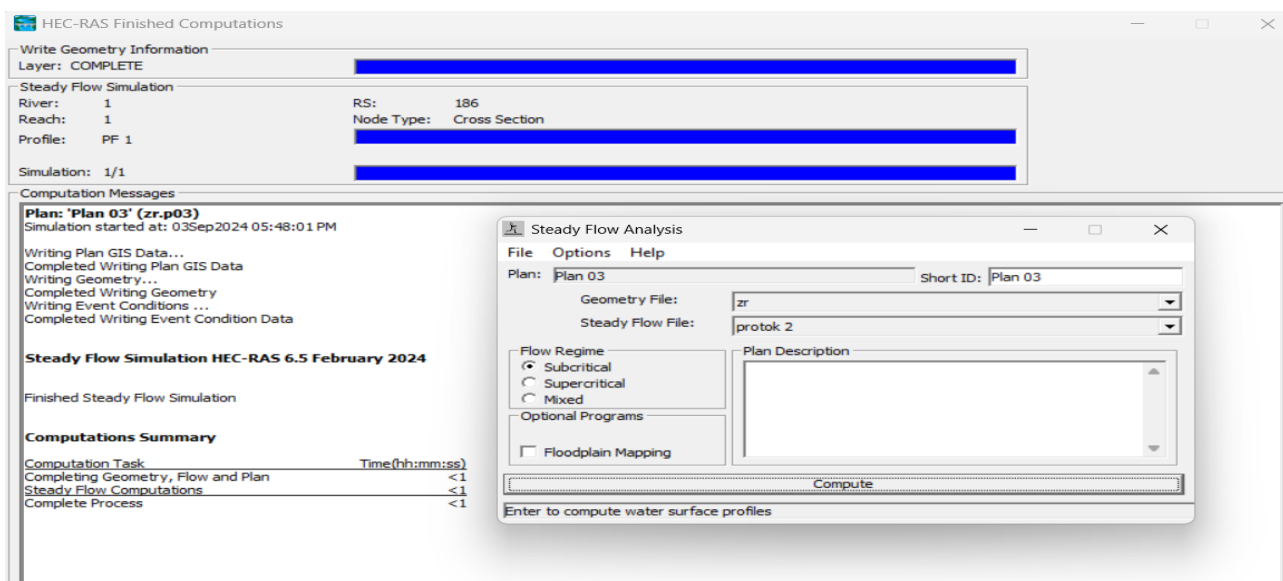 HEC-RAS Finished Computations
Write Geometry Information
Layer: COMPLETE
Steady Flow Simulation
River: 1 RS: 186
Reach: 1 Node Type: Cross Section
Profile: PF 1
Simulation: 1/1
Computation Messages
Plan: 'Plan 03' (zr.p03)
Simulation started at: 03Sep2024 05:48:01 PM
Writing Plan GIS Data...
Completed Writing Plan GIS Data
Writing Geometry...
Completed Writing Geometry
Writing Event Conditions ...
Completed Writing Event Condition Data
Steady Flow Simulation HEC-RAS 6.5 February 2024
Finished Steady Flow Simulation
Computations Summary
Computation Task Time(hh:mm:ss)
Completing Geometry, Flow and Plan <1
Steady Flow Computations <1
Complete Process <1
Steady Flow Analysis
File Options Help
Plan: Plan 03 Short ID: Plan 03
Geometry File: zr
Steady Flow File: protok 2
Flow Regime
Subcritical
Supercritical
Mixed
Optional Programs
Floodplain Mapping
Plan Description
Compute
Enter to compute water surface profiles